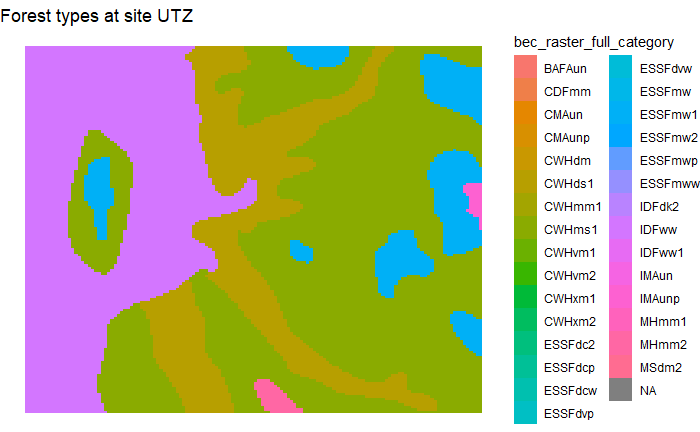 Forest types at site UTZ
bec_raster_full_category
BAFAun
CDFmm
CMAun
CMAunp
CWHdm
CWHds1
CWHmm1
CWHms1
CWHvm1
CWHvm2
CWHxm1
CWHxm2
ESSFdc2
ESSFdcp
ESSFdcw
ESSFdvp
ESSFdvw
ESSFmw
ESSFmw1
ESSFmw2
ESSFmwp
ESSFmww
IDFdk2
IDFww
IDFww1
IMAun
IMAunp
MHmm1
MHmm2
MSdm2
NA